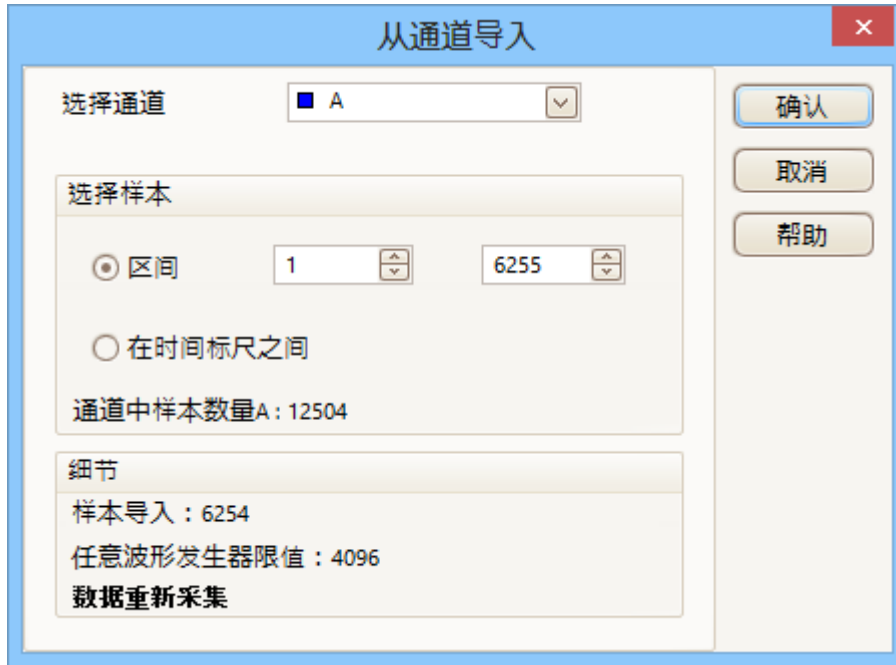 从通道导入
选择通道 A
确认
取消
帮助
选择样本
区间 1 6255
在时间标尺之间
通道中样本数量A : 12504
细节
样本导入：6254
任意波形发生器限值：4096
数据重新采集